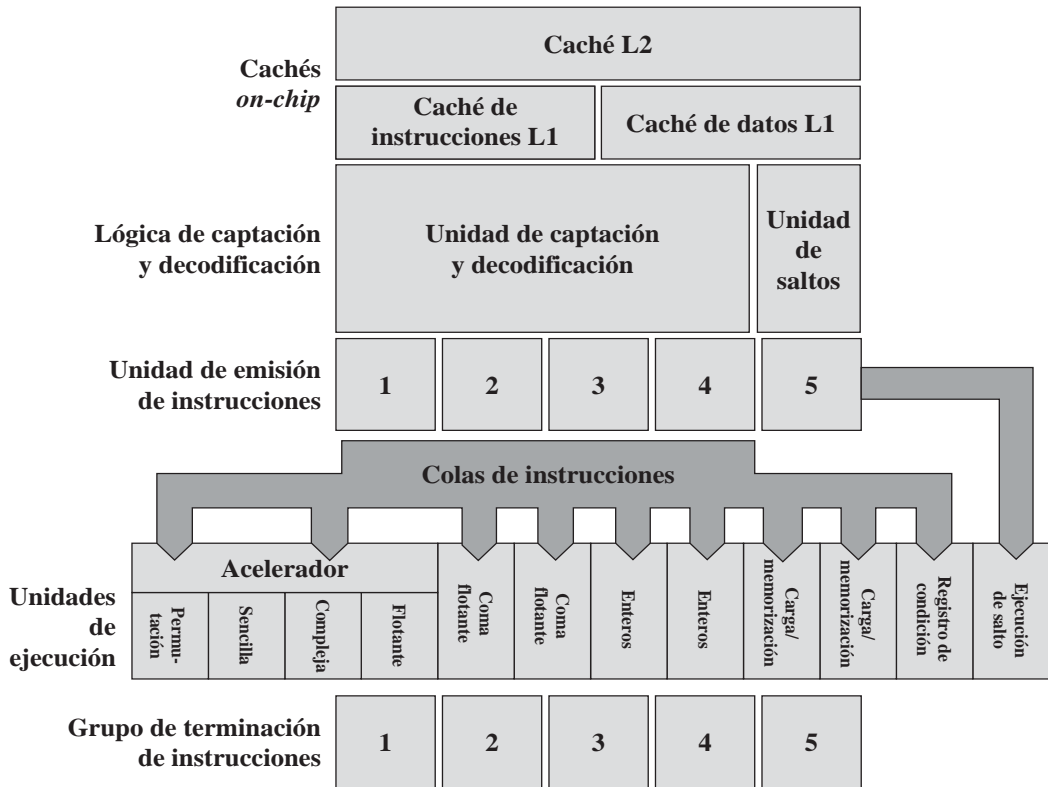 Caché L2
Cachés
on-chip
Caché de
instrucciones L1
Caché de datos L1
Lógica de captación
y decodificación
Unidad de captación
y decodificación
Unidad
de
saltos
Unidad de emisión
de instrucciones
1
2
3
4
5
Colas de instrucciones
Unidades
de
ejecución
Acelerador
Permu-
tación
Sencilla
Compleja
Flotante
Coma
flotante
Coma
flotante
Enteros
Enteros
Carga/
memorización
Carga/
memorización
Registro de
condición
Ejecución
de salto
Grupo de terminación
de instrucciones
1
2
3
4
5